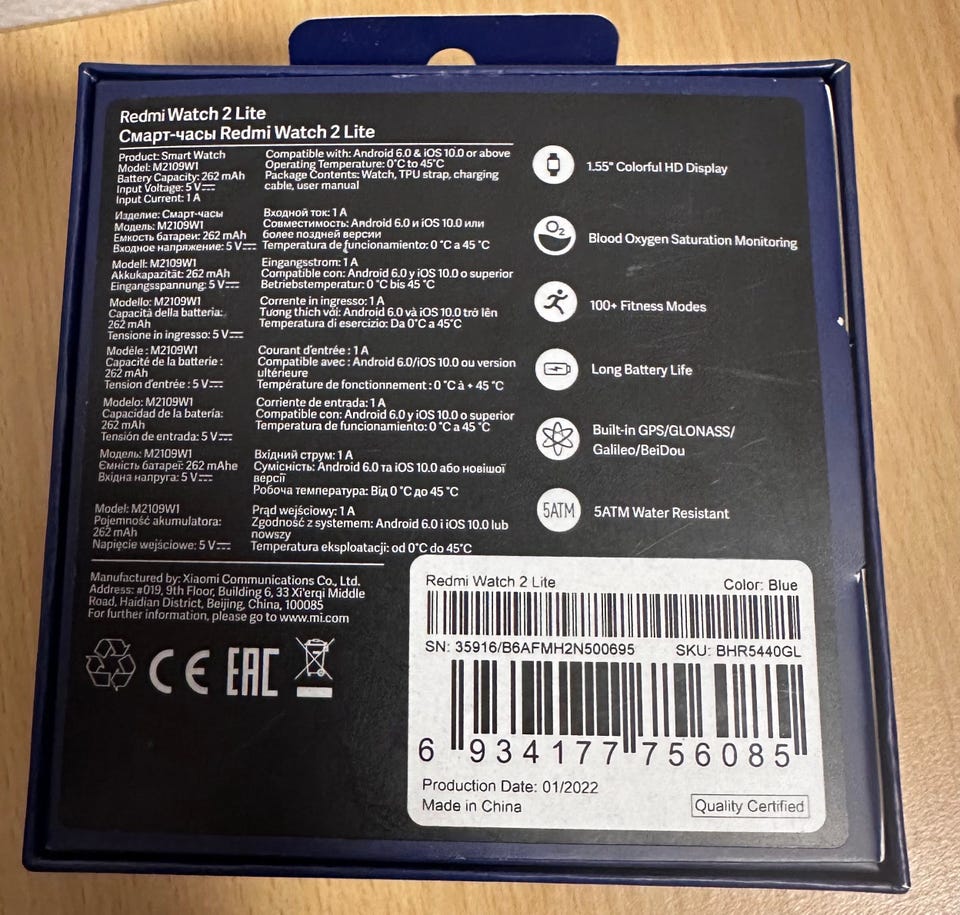 Redmi Watch 2 Lite
Смарт-часы Redmi Watch 2 Lite
Product: Smart Watch
Model: M2109W1
Battery Capacity: 262 mAh
Input Voltage: 5 V⎓
Input Current: 1 A
Compatible with: Android 6.0 & iOS 10.0 or above
Operating Temperature: 0°C to 45°C
Package Contents: Watch, TPU strap, charging
cable, user manual
Изделие: Смарт-часы
Модель: M2109W1
Емкость батареи: 262 mAh
Входное напряжение: 5 V⎓
Входной ток: 1 A
Совместимость: Android 6.0 и iOS 10.0 или
более поздней версии
Temperatura de funcionamiento: 0 °C a 45 °C
Modell: M2109W1
Akkukapazität: 262 mAh
Eingangsspannung: 5 V⎓
Eingangsstrom: 1 A
Compatible con: Android 6.0 y iOS 10.0 o superior
Betriebstemperatur: 0 °C bis 45 °C
Modello: M2109W1
Capacità della batteria:
262 mAh
Tensione in ingresso: 5 V⎓
Corrente in ingresso: 1 A
Tương thích với: Android 6.0 và iOS 10.0 trở lên
Temperatura di esercizio: Da 0°C a 45°C
Modèle : M2109W1
Capacité de la batterie :
262 mAh
Tension d'entrée : 5 V⎓
Courant d'entrée : 1 A
Compatible avec : Android 6.0/iOS 10.0 ou version
ultérieure
Température de fonctionnement : 0 °C à + 45 °C
Modelo: M2109W1
Capacidad de la batería:
262 mAh
Tensión de entrada: 5 V⎓
Corriente de entrada: 1 A
Compatible con: Android 6.0 y iOS 10.0 o superior
Temperatura de funcionamiento: 0 °C a 45 °C
Модель: M2109W1
Ємність батареї: 262 mAhe
Вхідна напруга: 5 V⎓
Вхідний струм: 1 A
Сумісність: Android 6.0 та iOS 10.0 або новішої
версії
Робоча температура: Від 0 °C до 45 °C
Model: M2109W1
Pojemność akumulatora:
262 mAh
Napięcie wejściowe: 5 V⎓
Prąd wejściowy: 1 A
Zgodność z systemem: Android 6.0 i iOS 10.0 lub
nowszy
Temperatura eksploatacji: od 0°C do 45°C
Manufactured by: Xiaomi Communications Co., Ltd.
Address: #019, 9th Floor, Building 6, 33 Xi'erqi Middle
Road, Haidian District, Beijing, China, 100085
For further information, please go to www.mi.com
CE EAC
1.55" Colorful HD Display
O2
Blood Oxygen Saturation Monitoring
100+ Fitness Modes
Long Battery Life
Built-in GPS/GLONASS/
Galileo/BeiDou
5ATM
5ATM Water Resistant
Redmi Watch 2 Lite Color: Blue
SN: 35916/B6AFMH2N500695 SKU: BHR5440GL
6 934177 756085
Production Date: 01/2022
Made in China
Quality Certified